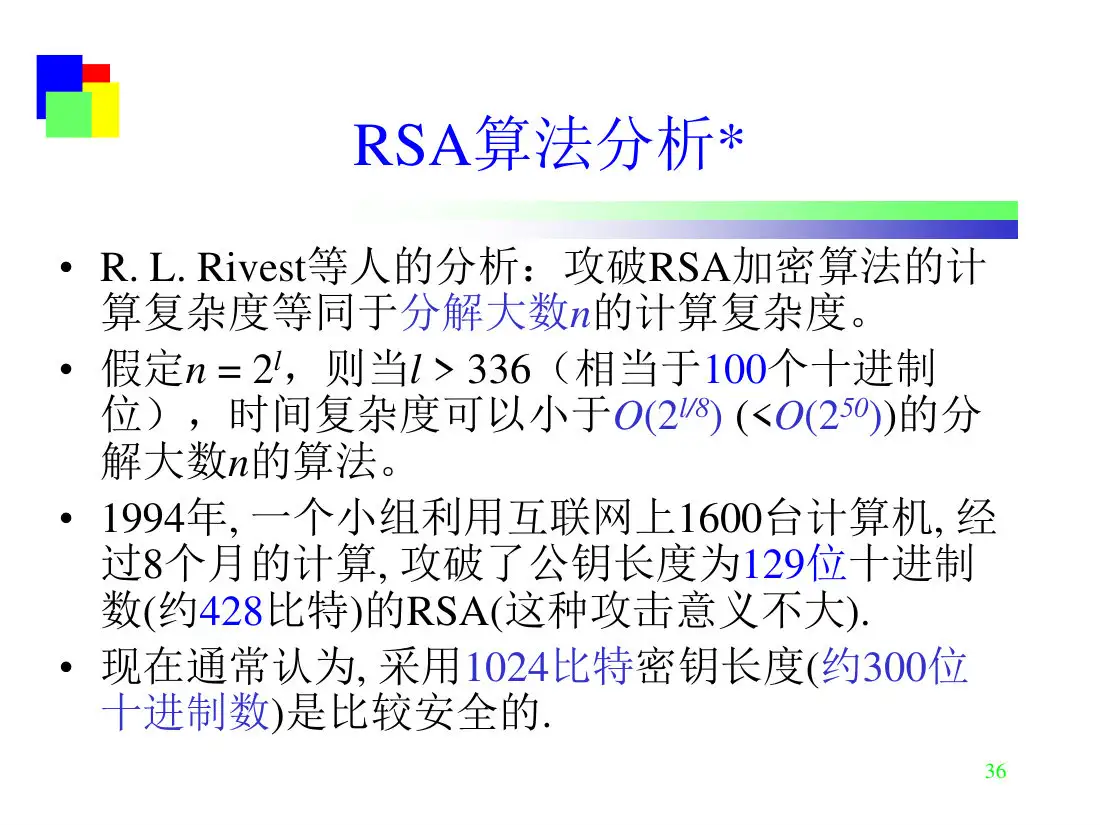 RSA算法分析*
• R. L. Rivest等人的分析：攻破RSA加密算法的计
算复杂度等同于分解大数n的计算复杂度。
• 假定n = 2^l，则当l > 336（相当于100个十进制
位），时间复杂度可以小于O(2^{l/8}) (<O(2^{50}))的分
解大数n的算法。
• 1994年, 一个小组利用互联网上1600台计算机, 经
过8个月的计算, 攻破了公钥长度为129位十进制
数(约428比特)的RSA(这种攻击意义不大).
• 现在通常认为, 采用1024比特密钥长度(约300位
十进制数)是比较安全的.
36